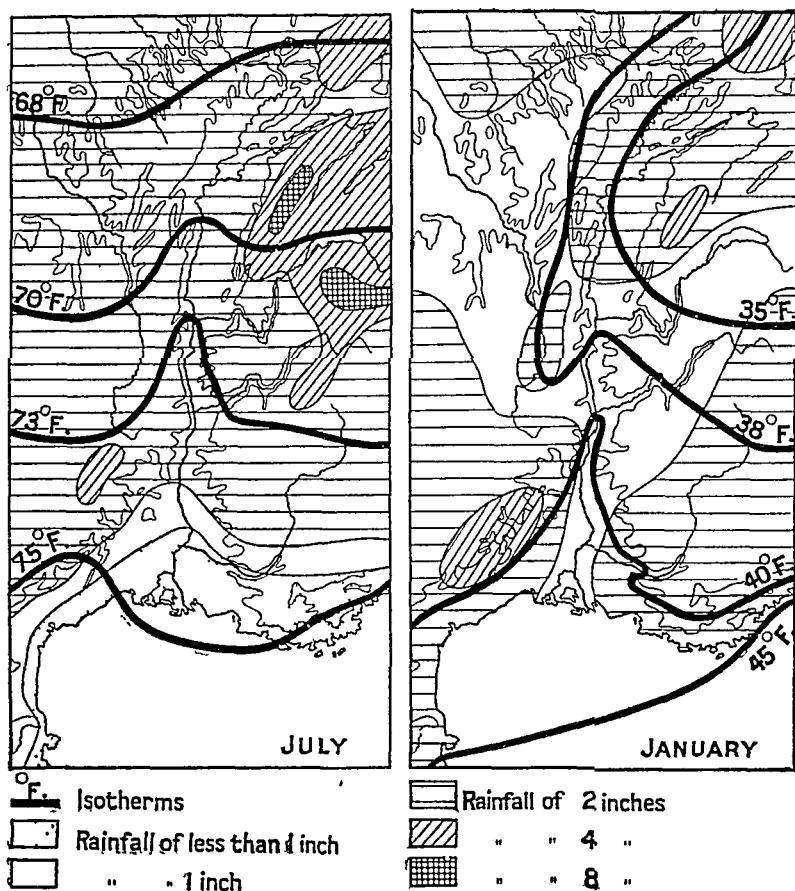 68°F.
70°F.
73°F.
75°F.
JULY
35°F.
38°F.
40°F.
45°F.
JANUARY
°F. Isotherms
Rainfall of less than 1 inch
" " 1 inch
Rainfall of 2 inches
" " 4 "
" " 8 "